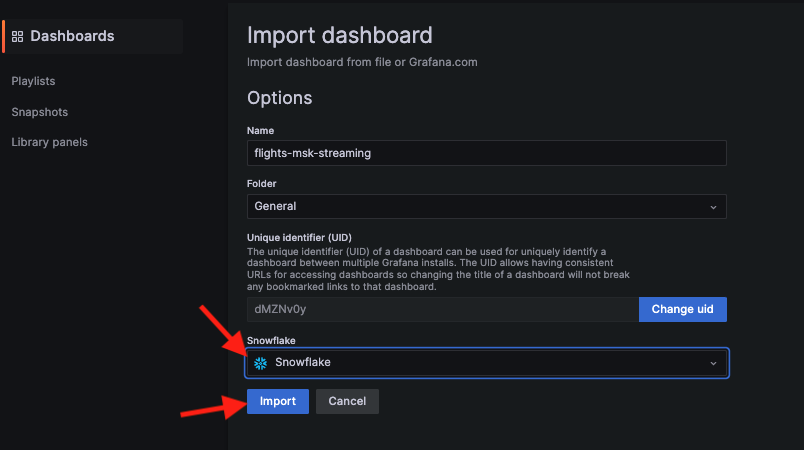 Dashboards
Playlists
Snapshots
Library panels
Import dashboard
Import dashboard from file or Grafana.com
Options
Name
flights-msk-streaming
Folder
General
Unique identifier (UID)
The unique identifier (UID) of a dashboard can be used for uniquely identify a
dashboard between multiple Grafana installs. The UID allows having consistent
URLs for accessing dashboards so changing the title of a dashboard will not break
any bookmarked links to that dashboard.
dMZNv0y
Change uid
Snowflake
Snowflake
Import
Cancel